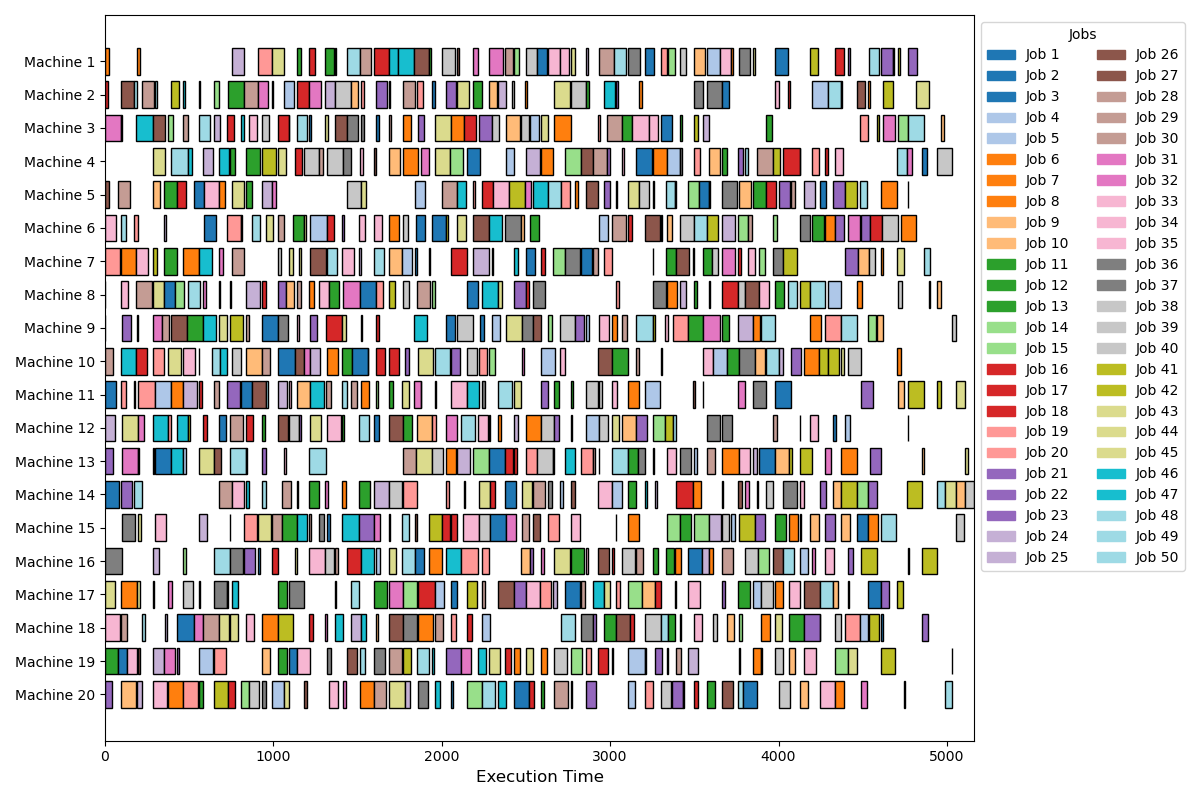 Machine 1
Machine 2
Machine 3
Machine 4
Machine 5
Machine 6
Machine 7
Machine 8
Machine 9
Machine 10
Machine 11
Machine 12
Machine 13
Machine 14
Machine 15
Machine 16
Machine 17
Machine 18
Machine 19
Machine 20
0 1000 2000 3000 4000 5000
Execution Time
Jobs
Job 1
Job 2
Job 3
Job 4
Job 5
Job 6
Job 7
Job 8
Job 9
Job 10
Job 11
Job 12
Job 13
Job 14
Job 15
Job 16
Job 17
Job 18
Job 19
Job 20
Job 21
Job 22
Job 23
Job 24
Job 25
Job 26
Job 27
Job 28
Job 29
Job 30
Job 31
Job 32
Job 33
Job 34
Job 35
Job 36
Job 37
Job 38
Job 39
Job 40
Job 41
Job 42
Job 43
Job 44
Job 45
Job 46
Job 47
Job 48
Job 49
Job 50